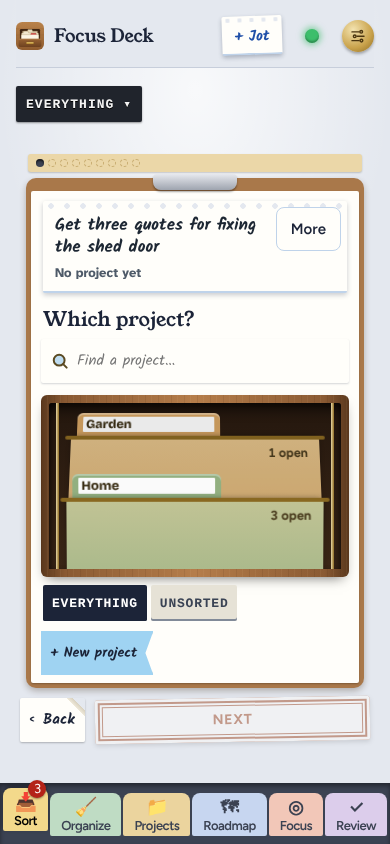 Focus Deck
+ Jot
EVERYTHING ▾
Get three quotes for fixing
the shed door
More
No project yet
Which project?
Find a project...
Garden
1 open
Home
3 open
EVERYTHING
UNSORTED
+ New project
‹ Back
NEXT
3
Sort
Organize
Projects
Roadmap
Focus
Review